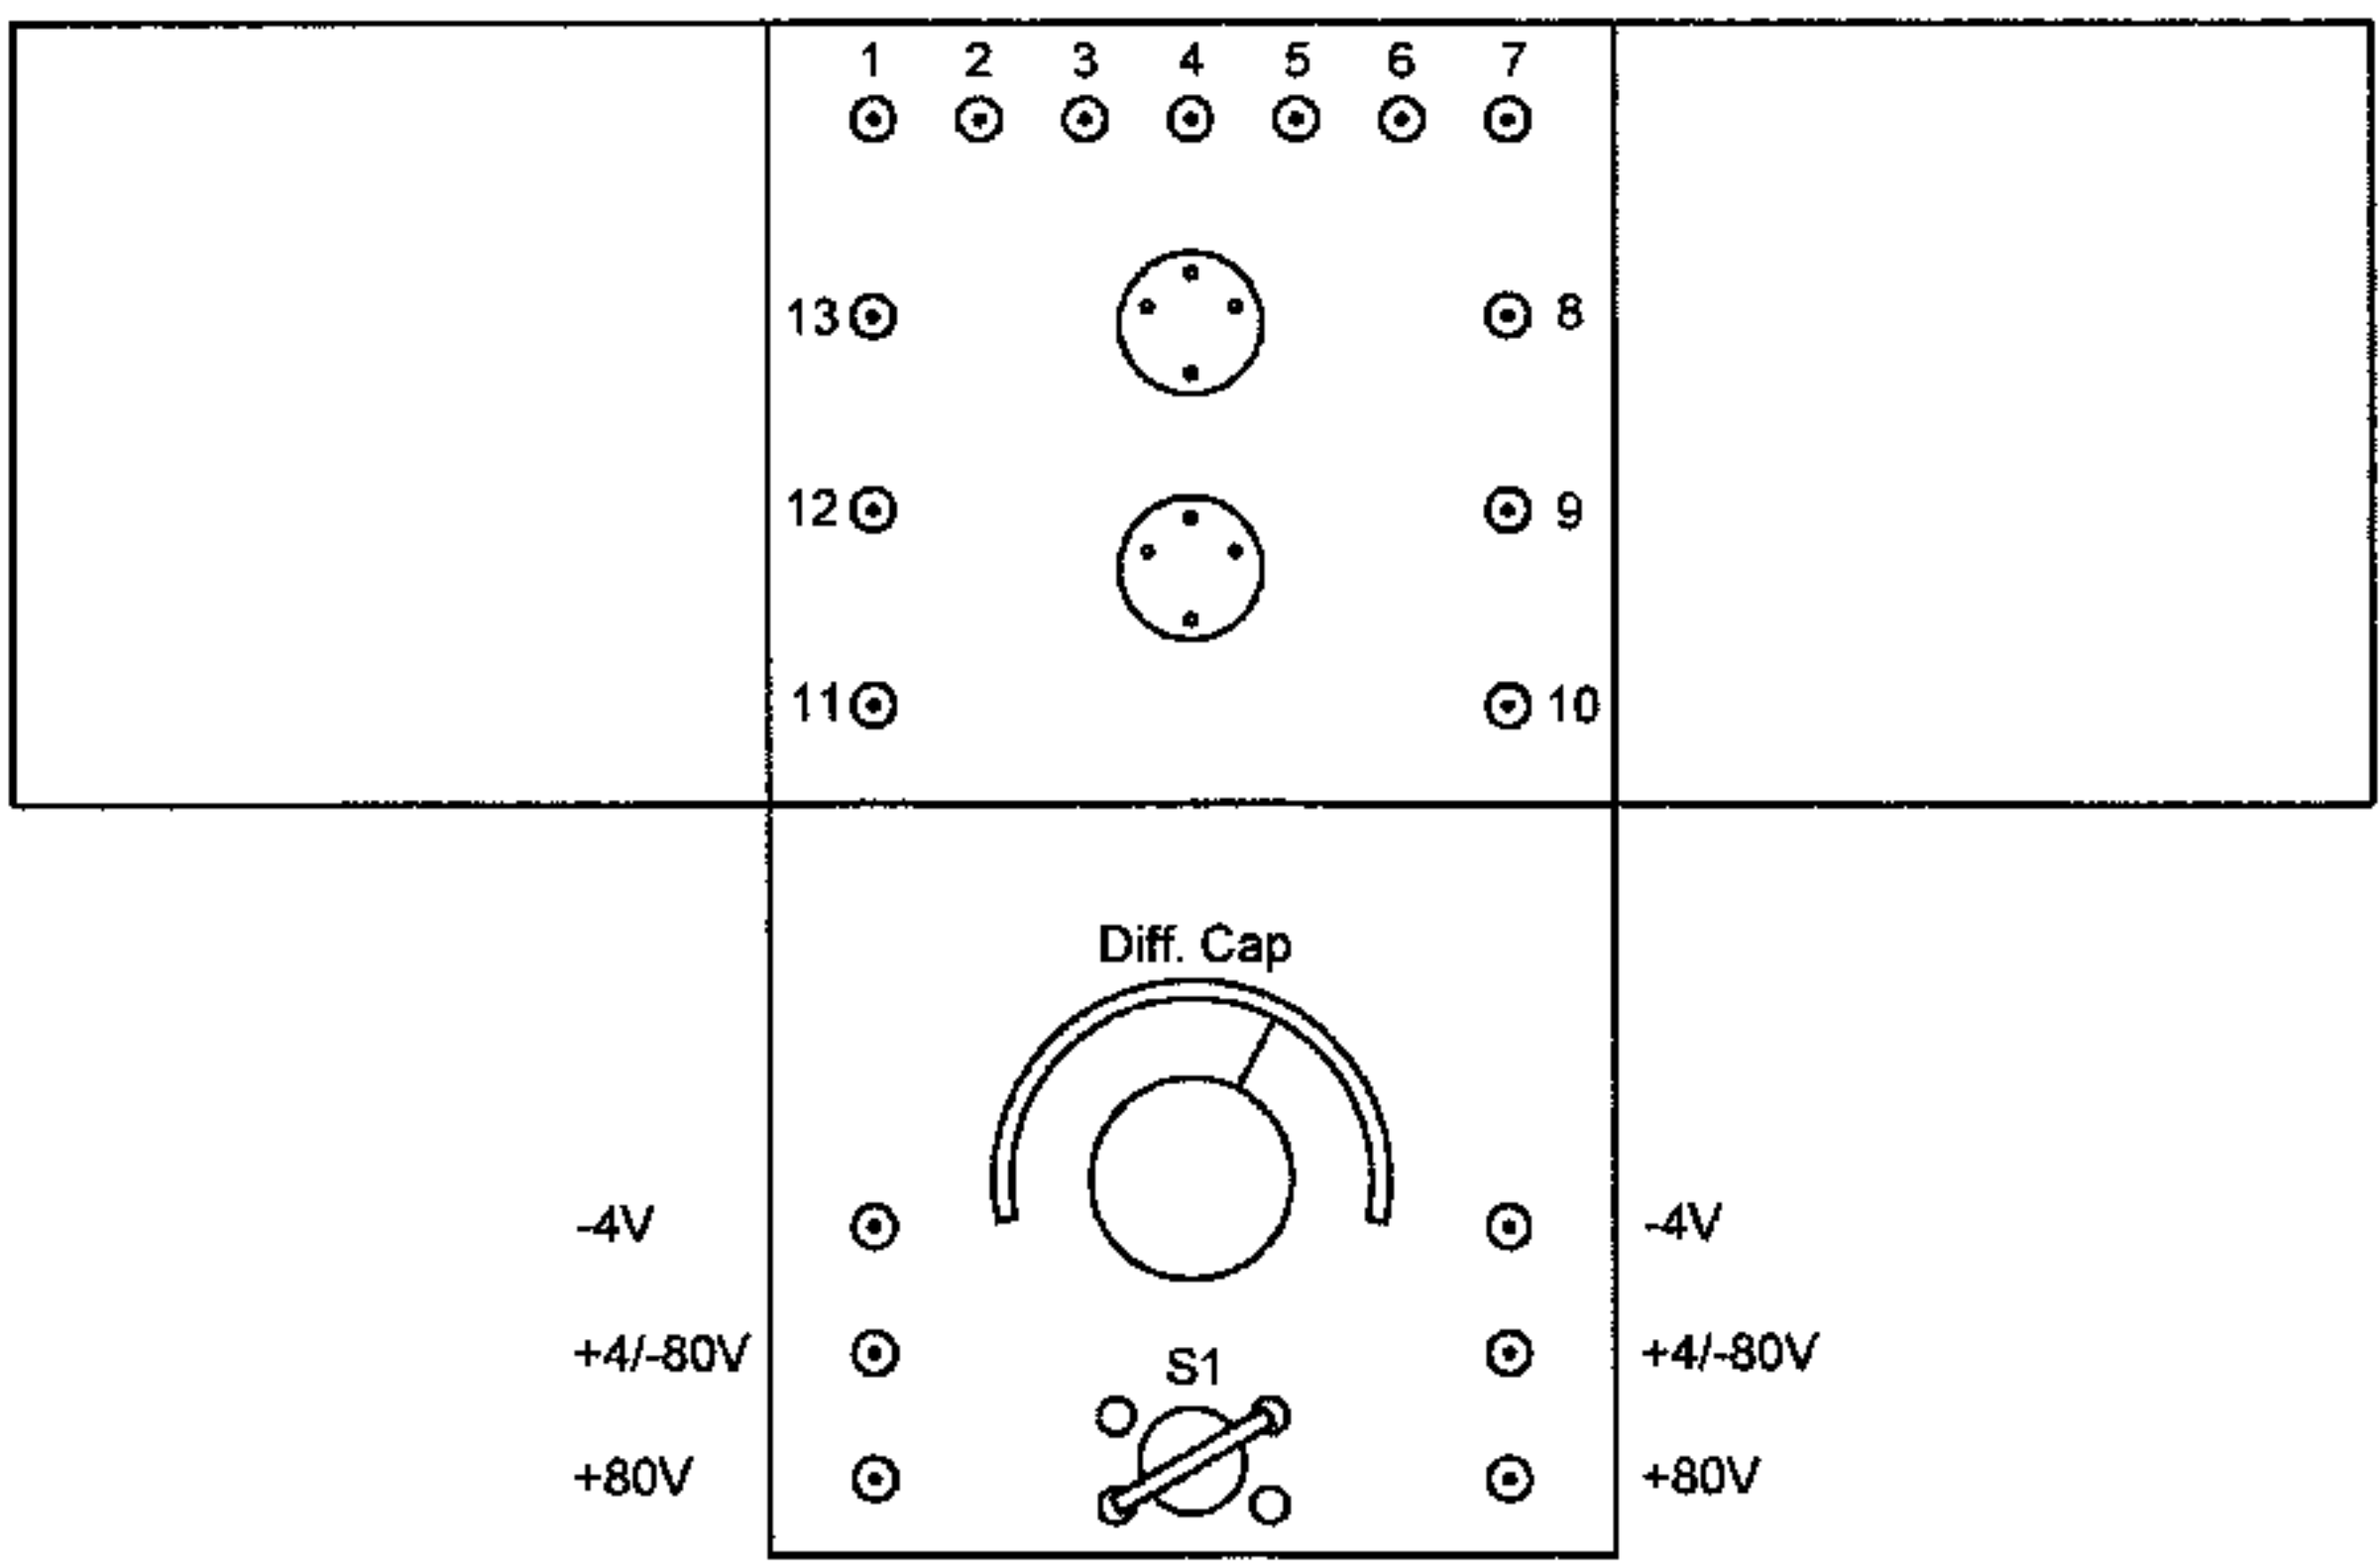 1 2 3 4 5 6 7
13 8
12 9
11 10
Diff. Cap
-4V -4V
+4/-80V +4/-80V
S1
+80V +80V